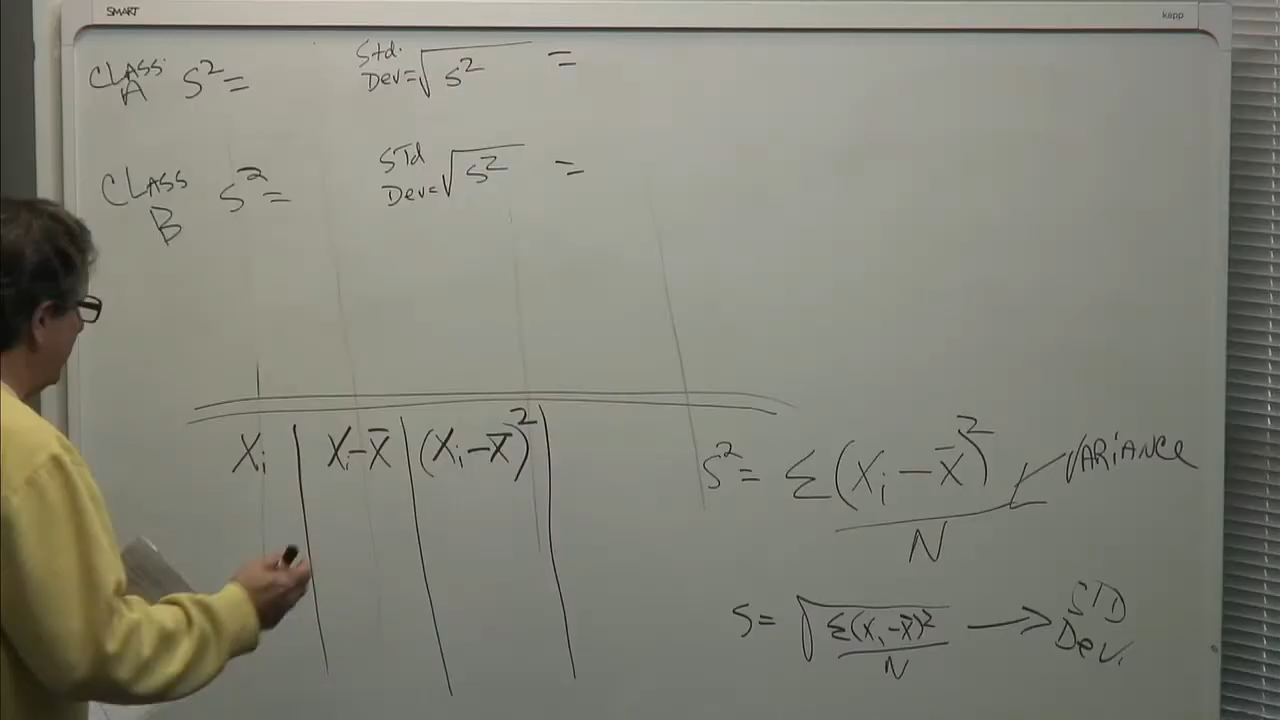 SMART
kapp
CLASS A S²=
Std. Dev=√S² =
CLASS B S²=
STd Dev=√S² =
Xᵢ | Xᵢ-X̄ | (Xᵢ-X̄)²
S² = Σ(Xᵢ-X̄)² VARIANCE
N
S = √Σ(Xᵢ-X̄)² → STD
N Dev.